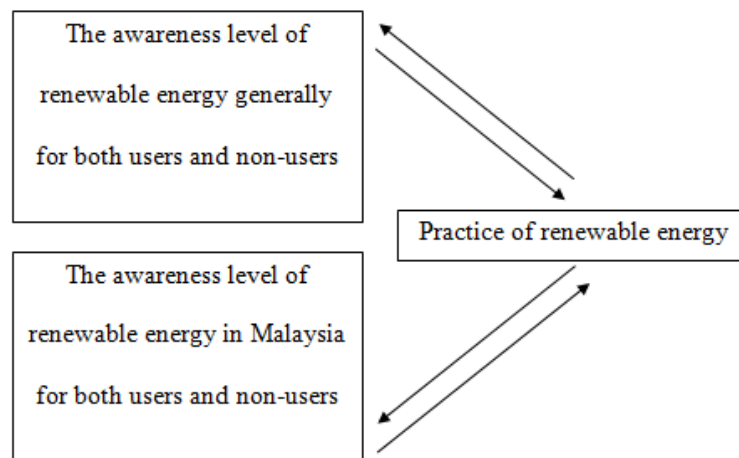 The awareness level of
renewable energy generally
for both users and non-users
Practice of renewable energy
The awareness level of
renewable energy in Malaysia
for both users and non-users